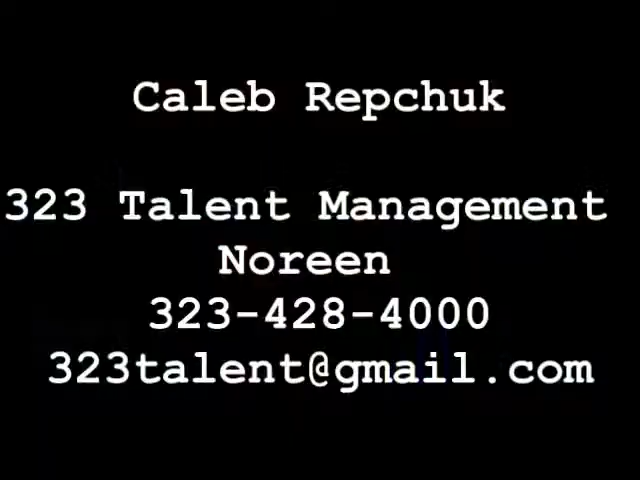 Caleb Repchuk
323 Talent Management
Noreen
323-428-4000
323talent@gmail.com